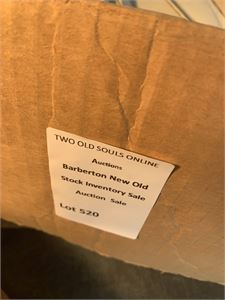 TWO OLD SOULS ONLINE
Auctions
Barberton New Old
Stock Inventory Sale
Auction Sale
Lot 520